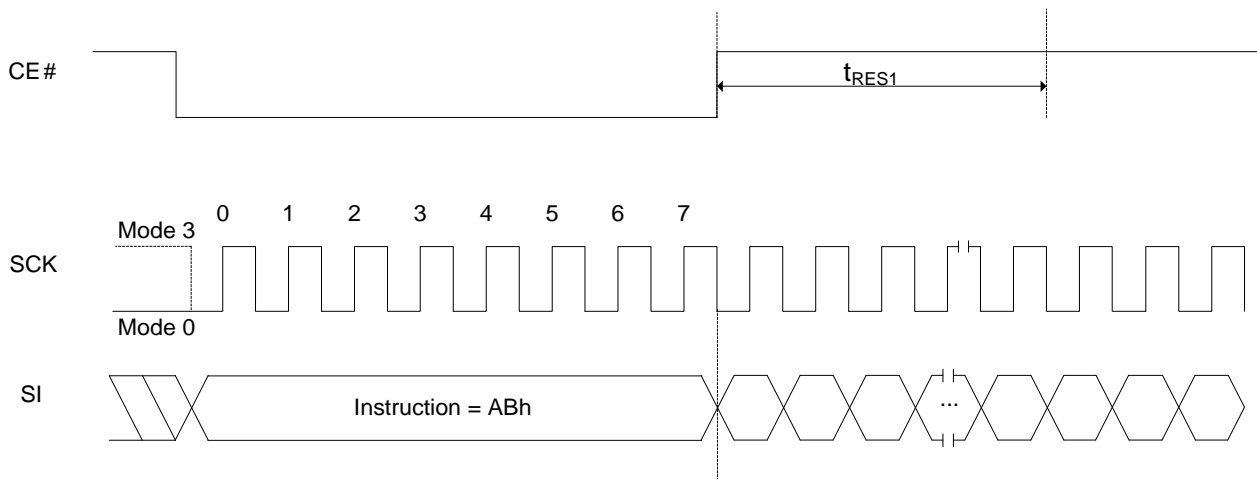 CE#
tRES1
0 1 2 3 4 5 6 7
Mode 3
SCK
Mode 0
SI
Instruction = ABh
...